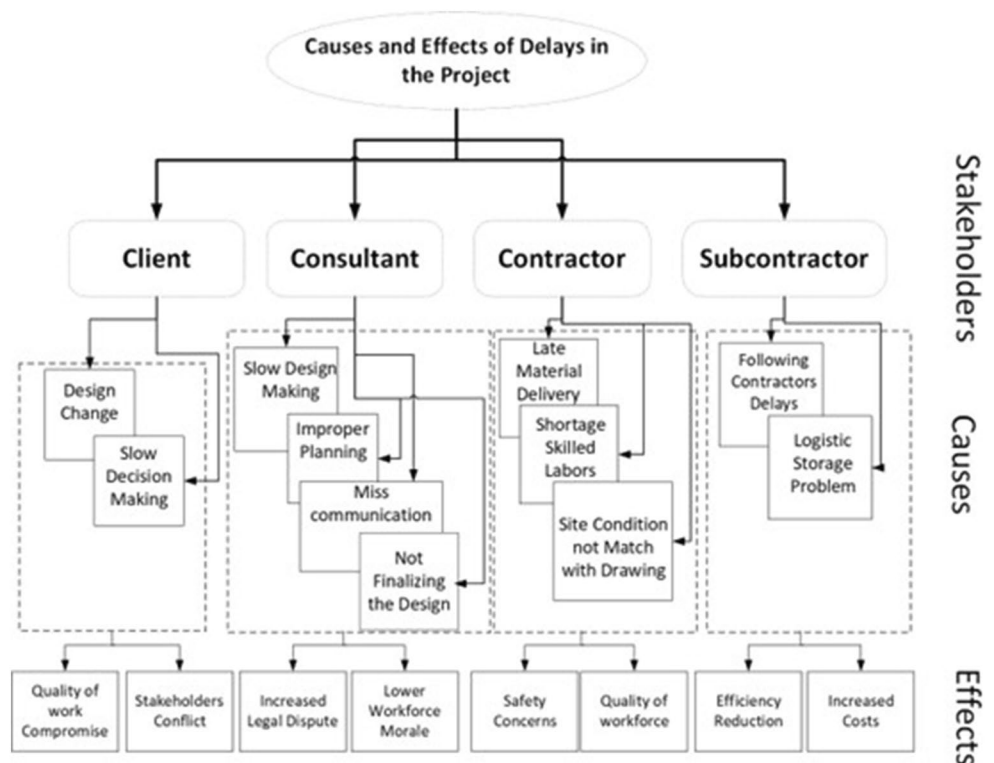 Causes and Effects of Delays in
the Project
Stakeholders
Client
Consultant
Contractor
Subcontractor
Causes
Design
Change
Slow
Decision
Making
Slow Design
Making
Improper
Planning
Miss
communication
Not
Finalizing
the Design
Late
Material
Delivery
Shortage
Skilled
Labors
Site Condition
not Match
with Drawing
Following
Contractors
Delays
Logistic
Storage
Problem
Effects
Quality of
work
Compromise
Stakeholders
Conflict
Increased
Legal Dispute
Lower
Workforce
Morale
Safety
Concerns
Quality of
workforce
Efficiency
Reduction
Increased
Costs